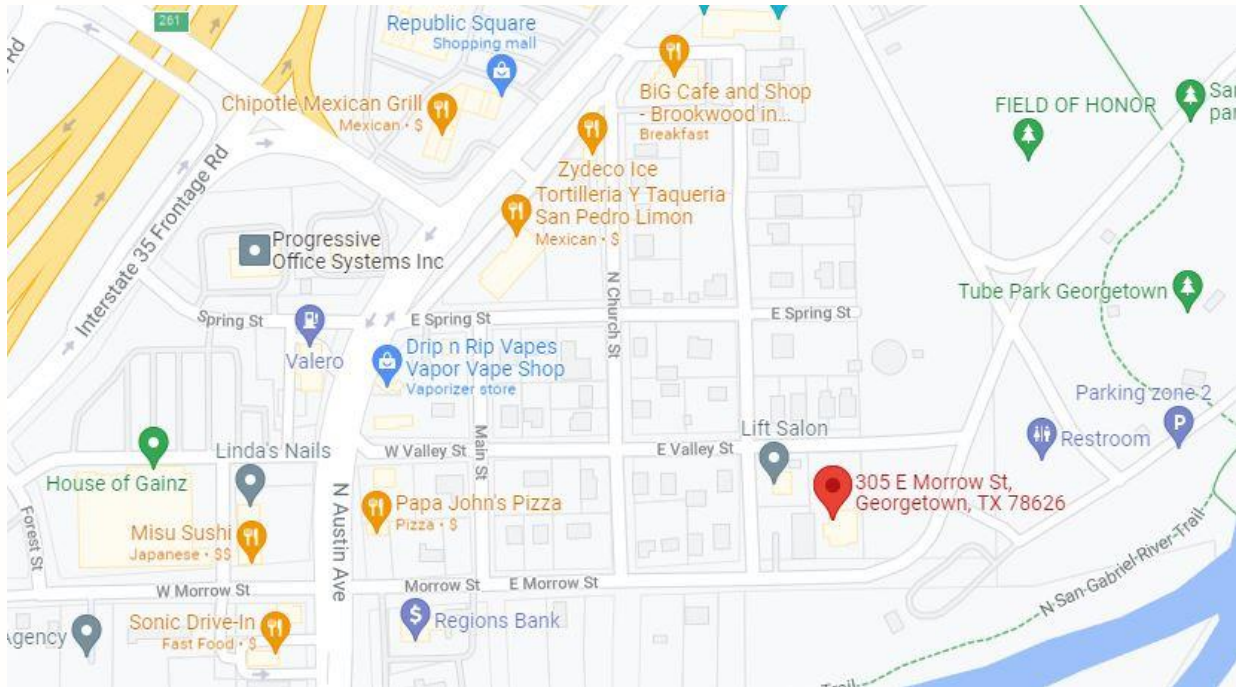 261
Republic Square
Shopping mall
Chipotle Mexican Grill
Mexican · $
BiG Cafe and Shop
- Brookwood in...
Breakfast
FIELD OF HONOR
Zydeco Ice
Tortilleria Y Taqueria
San Pedro Limon
Mexican · $
Interstate 35 Frontage Rd
Rd
Progressive
Office Systems Inc
N Church St
Tube Park Georgetown
Spring St
E Spring St
E Spring St
Valero
Drip n Rip Vapes
Vapor Vape Shop
Vaporizer store
Parking zone 2
P
Lift Salon
Restroom
Linda's Nails
W Valley St
Main St
E Valley St
House of Gainz
305 E Morrow St,
Georgetown, TX 78626
N Austin Ave
Papa John's Pizza
Pizza · $
Forest St
Misu Sushi
Japanese · $$
W Morrow St
Morrow St
E Morrow St
N San Gabriel River Trail
Sonic Drive-In
Fast Food · $
$
Regions Bank
Agency
Trail